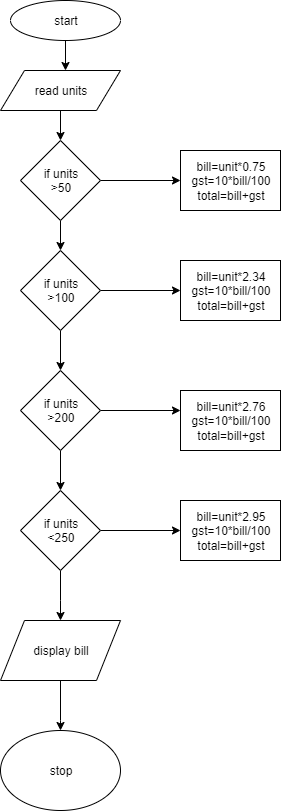 start
read units
if units
>50
bill=unit*0.75
gst=10*bill/100
total=bill+gst
if units
>100
bill=unit*2.34
gst=10*bill/100
total=bill+gst
if units
>200
bill=unit*2.76
gst=10*bill/100
total=bill+gst
if units
<250
bill=unit*2.95
gst=10*bill/100
total=bill+gst
display bill
stop